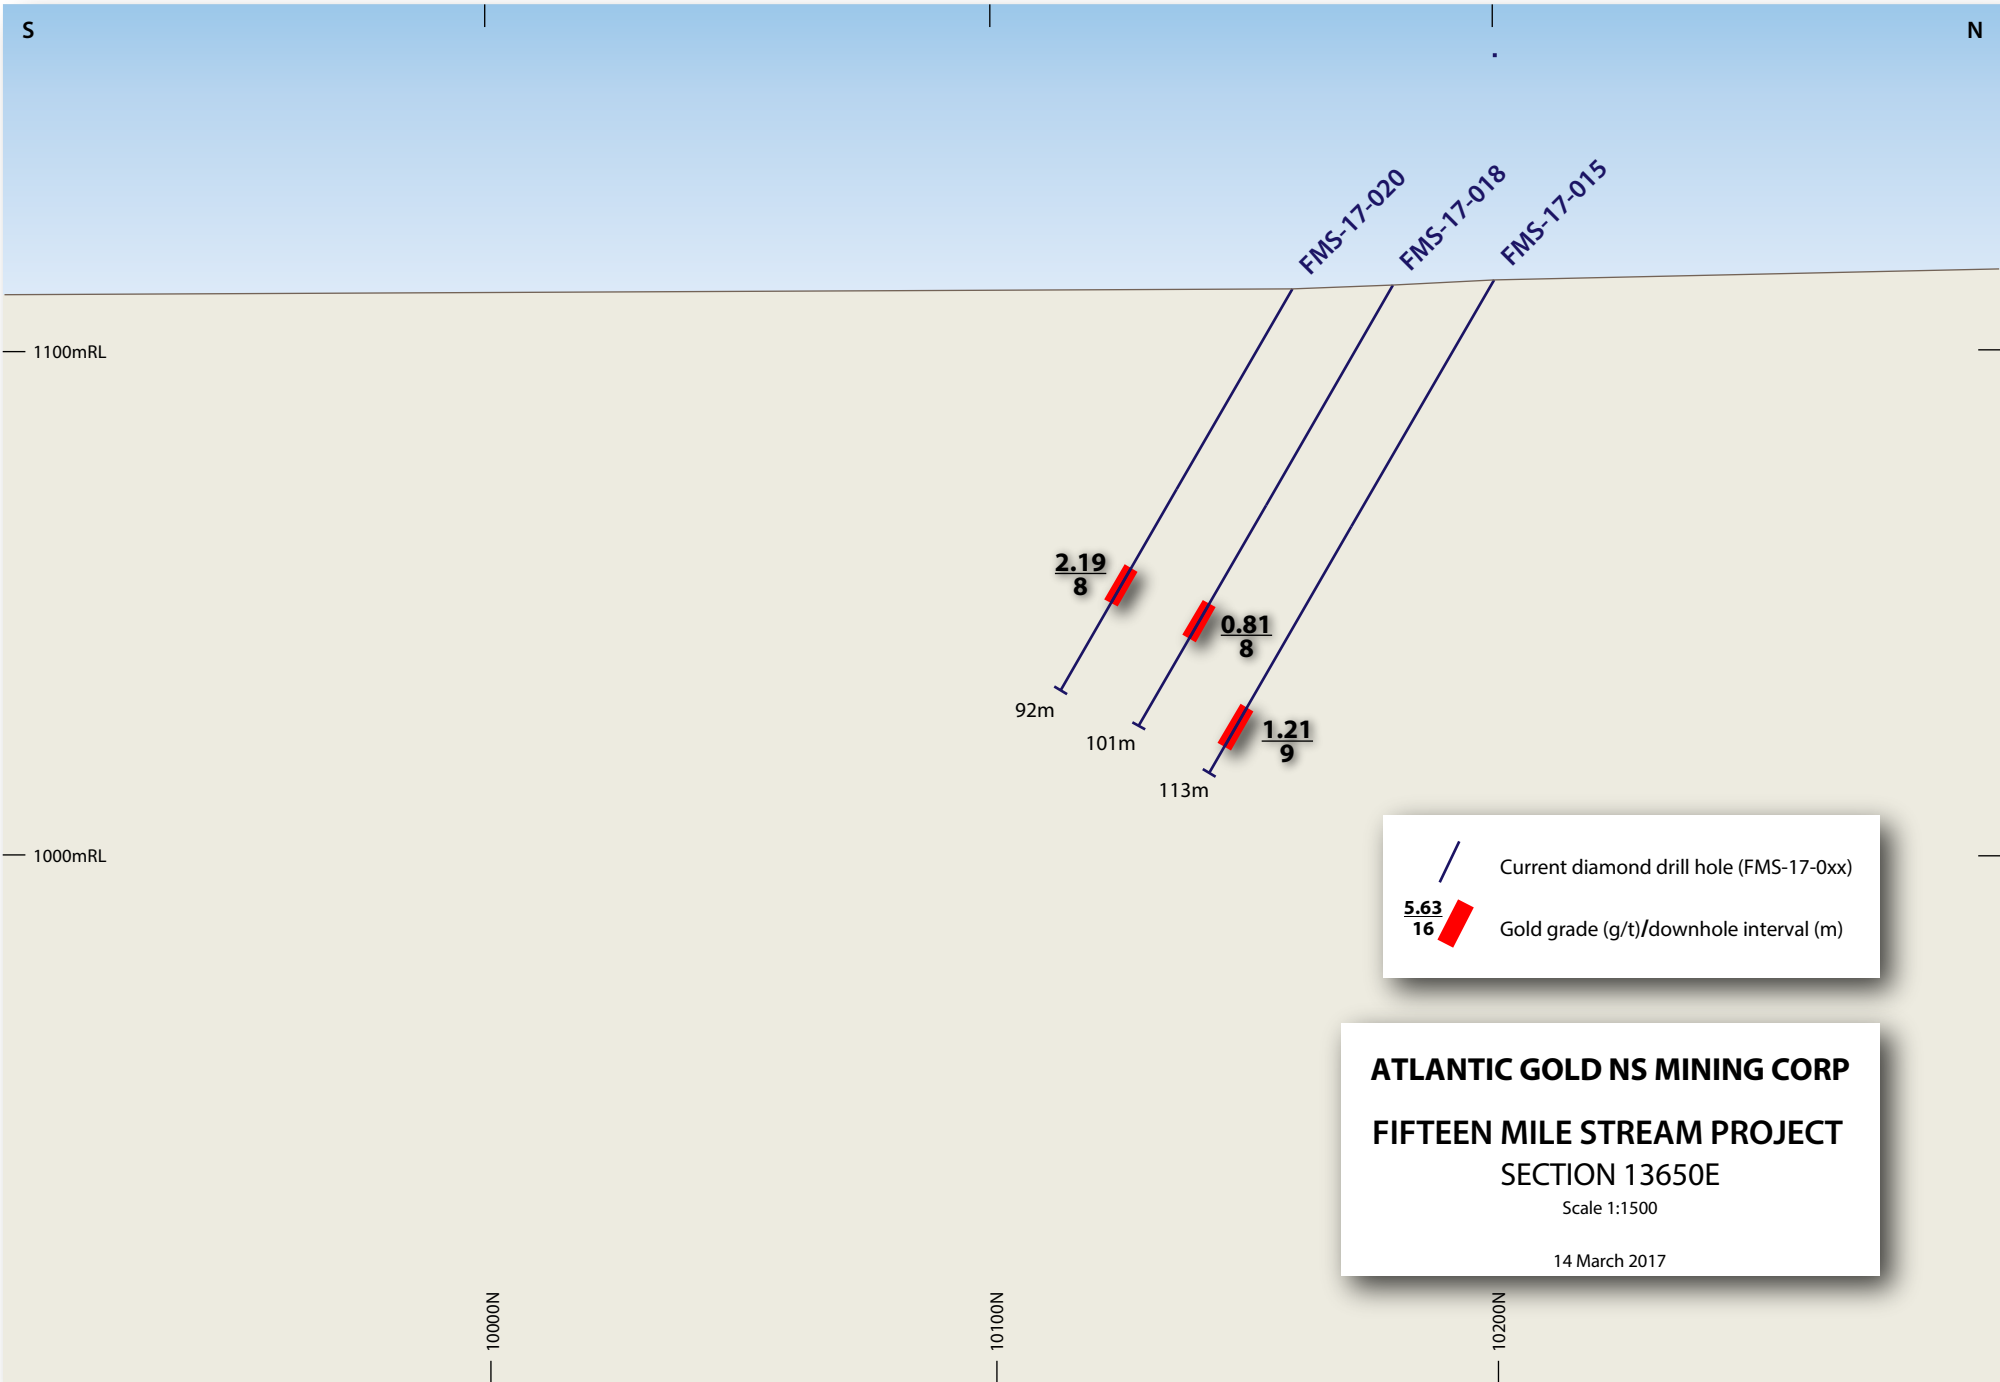 S
N
FMS-17-020
FMS-17-018
FMS-17-015
1100mRL
2.19
8
0.81
8
92m
1.21
9
101m
113m
1000mRL
Current diamond drill hole (FMS-17-0xx)
5.63
16
Gold grade (g/t)/downhole interval (m)
ATLANTIC GOLD NS MINING CORP
FIFTEEN MILE STREAM PROJECT
SECTION 13650E
Scale 1:1500
14 March 2017
10000N
10100N
10200N